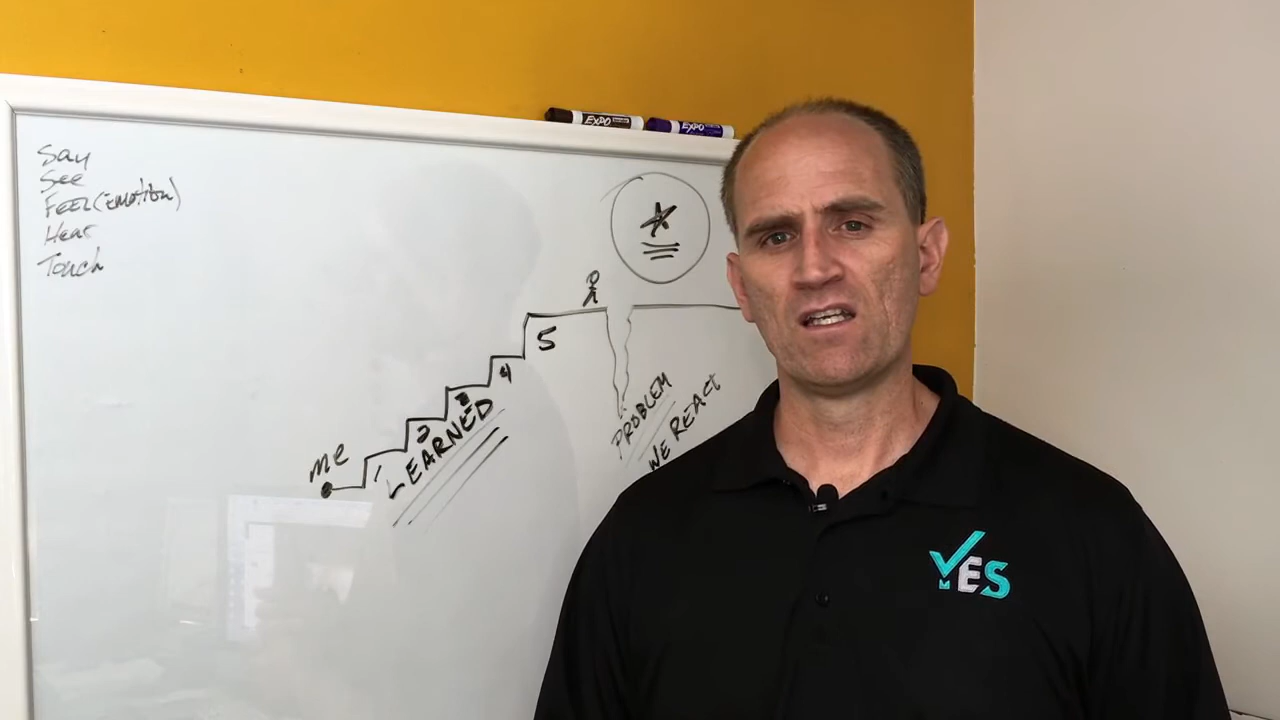 EXPO
EXPO
Say
See
FEEL (EMOTION)
Hear
Touch
5
4
3
2
1
LEARNED
me
PROBLEM
WE REACT
YES
M